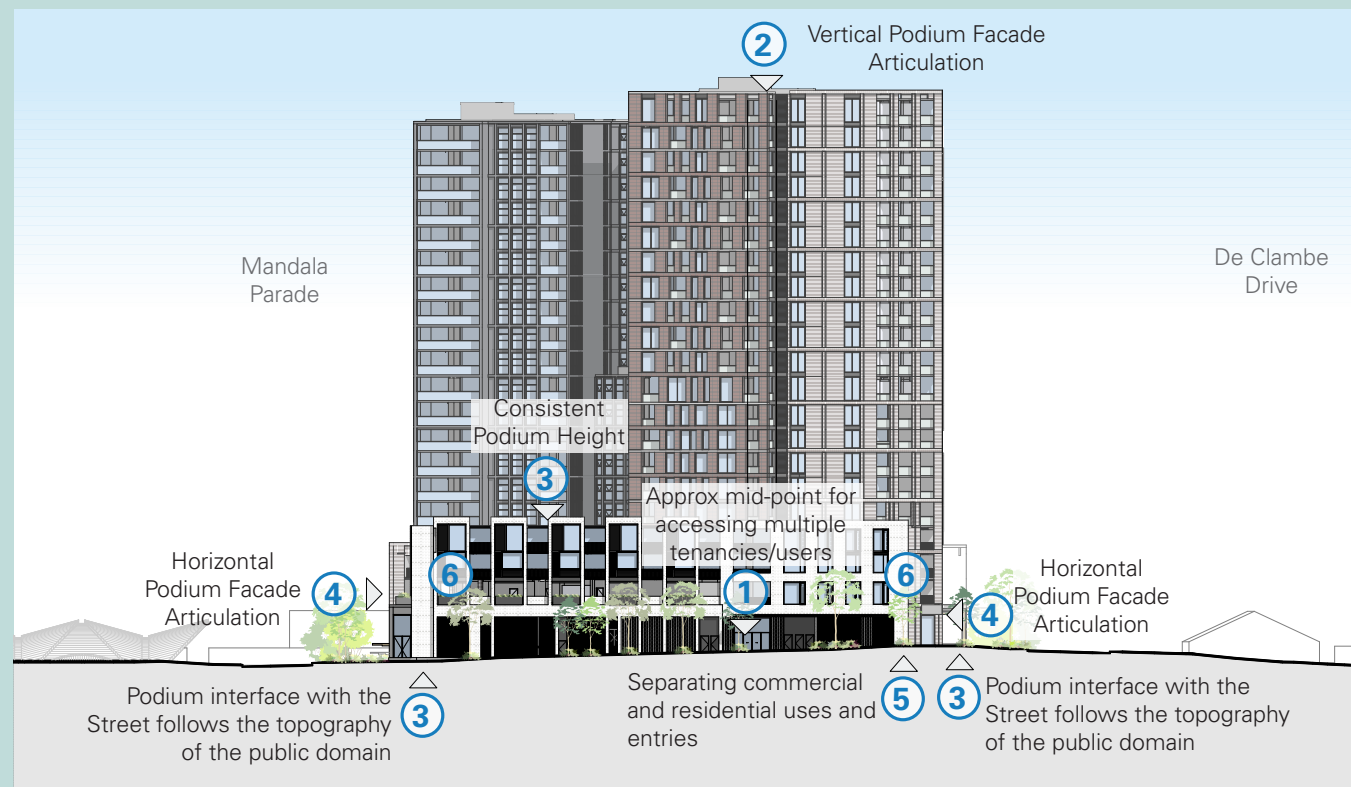 2
Vertical Podium Facade
Articulation
Mandala
Parade
De Clambe
Drive
Consistent
Podium Height
3
Approx mid-point for
accessing multiple
tenancies/users
1
Horizontal
Podium Facade
Articulation
4
6
6
4
Horizontal
Podium Facade
Articulation
Podium interface with the
Street follows the topography
of the public domain
3
Separating commercial
and residential uses and
entries
5
3
Podium interface with the
Street follows the topography
of the public domain